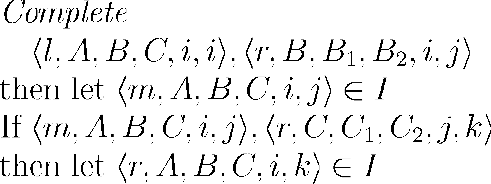 Complete
⟨l, A, B, C, i, i⟩, ⟨r, B, B₁, B₂, i, j⟩
then let ⟨m, A, B, C, i, j⟩ ∈ I
If ⟨m, A, B, C, i, j⟩, ⟨r, C, C₁, C₂, j, k⟩
then let ⟨r, A, B, C, i, k⟩ ∈ I